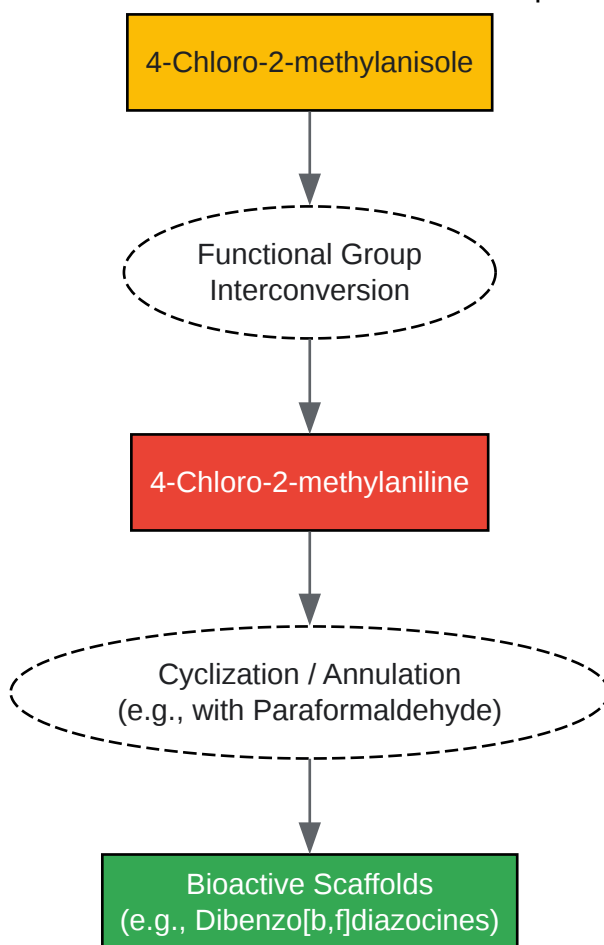 4-Chloro-2-methylanisole
Functional Group
Interconversion
4-Chloro-2-methylaniline
Cyclization / Annulation
(e.g., with Paraformaldehyde)
Bioactive Scaffolds
(e.g., Dibenzo[b,f]diazocines)